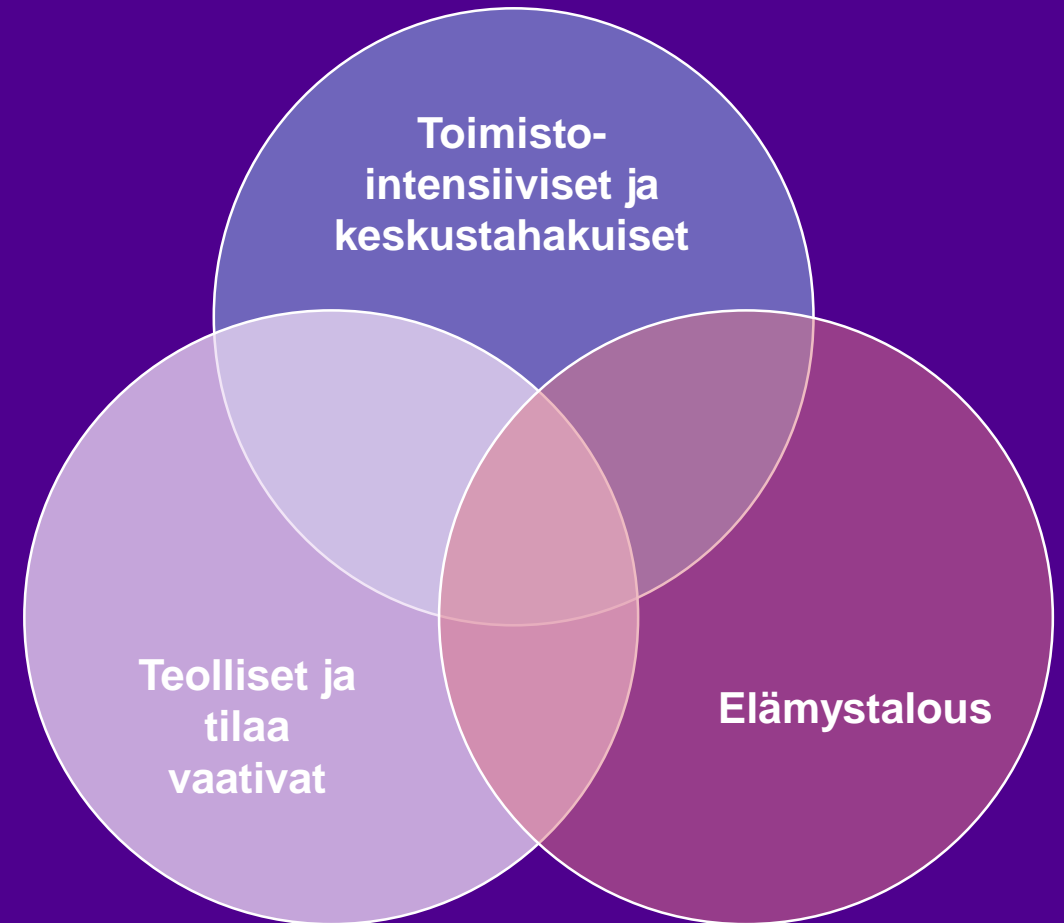 Toimisto-
intensiiviset ja
keskustahakuiset
Teolliset ja
tilaa
vaativat
Elämystalous